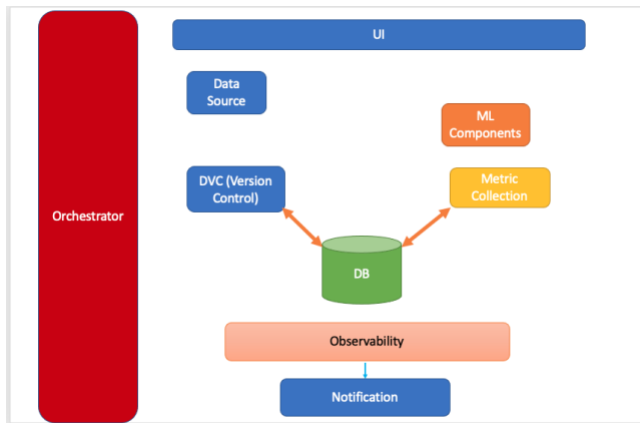 UI
Data
Source
ML
Components
DVC (Version
Control)
Metric
Collection
Orchestrator
DB
Observability
Notification